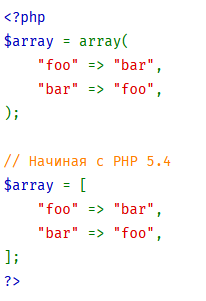 <?php
$array = array(
    "foo" => "bar",
    "bar" => "foo",
);

// Начиная с PHP 5.4
$array = [
    "foo" => "bar",
    "bar" => "foo",
];
?>